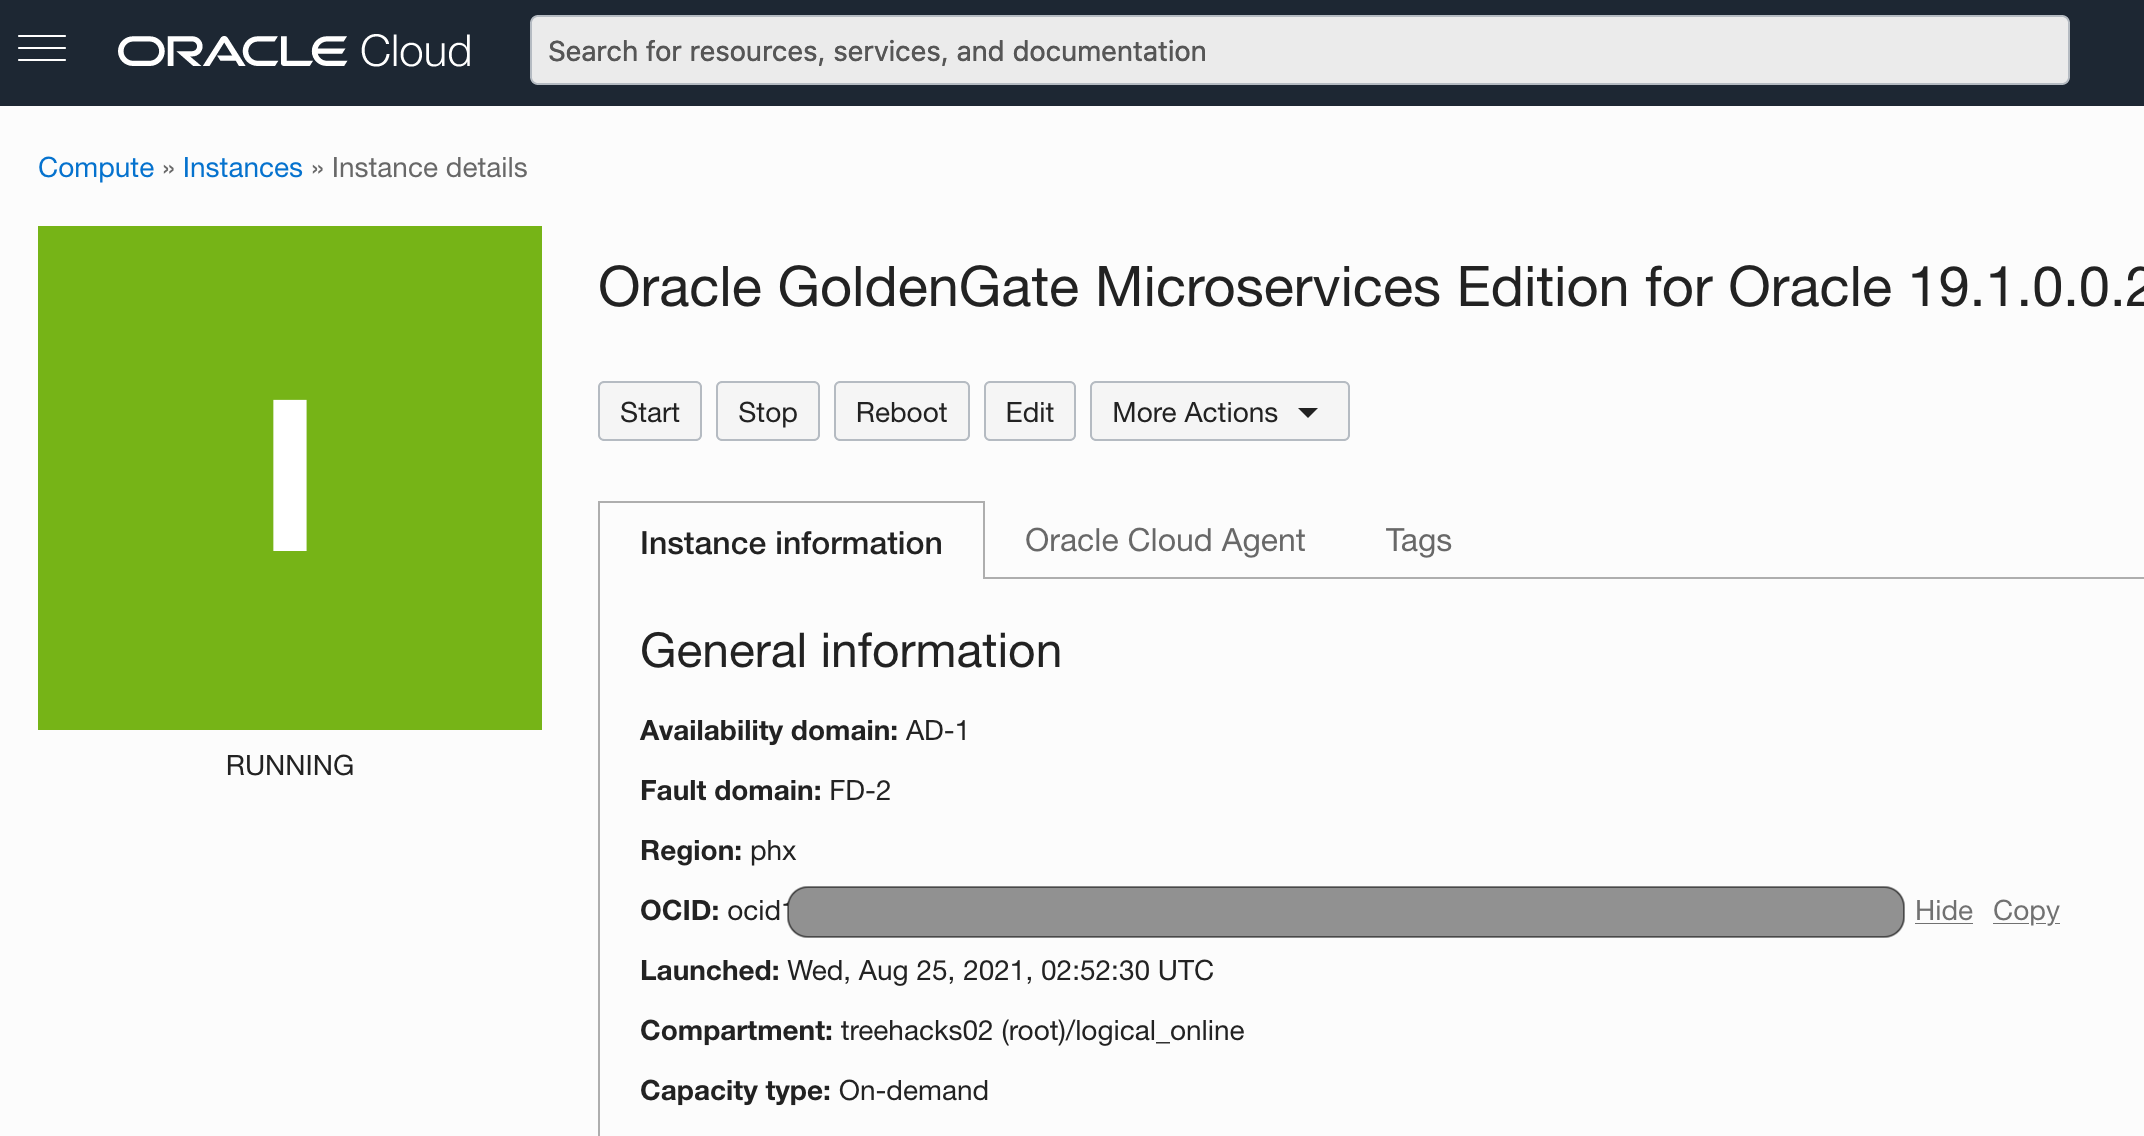 ORACLE Cloud
Search for resources, services, and documentation
Compute » Instances » Instance details
I
RUNNING
Oracle GoldenGate Microservices Edition for Oracle 19.1.0.0.2
Start
Stop
Reboot
Edit
More Actions
Instance information
Oracle Cloud Agent
Tags
General information
Availability domain: AD-1
Fault domain: FD-2
Region: phx
OCID: ocid1 Hide Copy
Launched: Wed, Aug 25, 2021, 02:52:30 UTC
Compartment: treehacks02 (root)/logical_online
Capacity type: On-demand